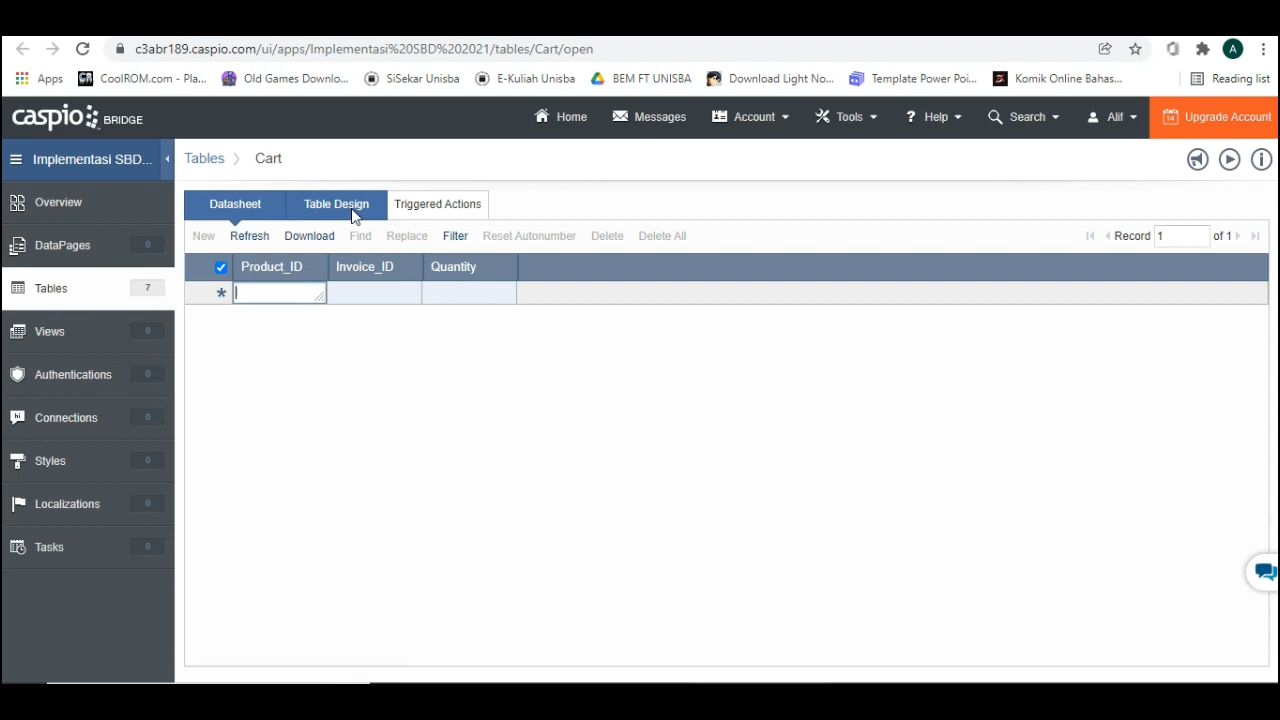 c3abr189.caspio.com/ui/apps/Implementasi%20SBD%202021/tables/Cart/open
A
Apps CoolROM.com - Pla... Old Games Downlo... SiSekar Unisba E-Kuliah Unisba BEM FT UNISBA Download Light No... Template Power Poi... Komik Online Bahas... Reading list
caspio BRIDGE Home Messages Account Tools ? Help Search Alif Upgrade Account
Implementasi SBD... Tables Cart
Overview
DataPages 0
Tables 7
Views 0
Authentications 0
Connections 0
Styles 0
Localizations 0
Tasks 0
Datasheet Table Design Triggered Actions
New Refresh Download Find Replace Filter Reset Autonumber Delete Delete All Record 1 of 1
Product_ID Invoice_ID Quantity
*